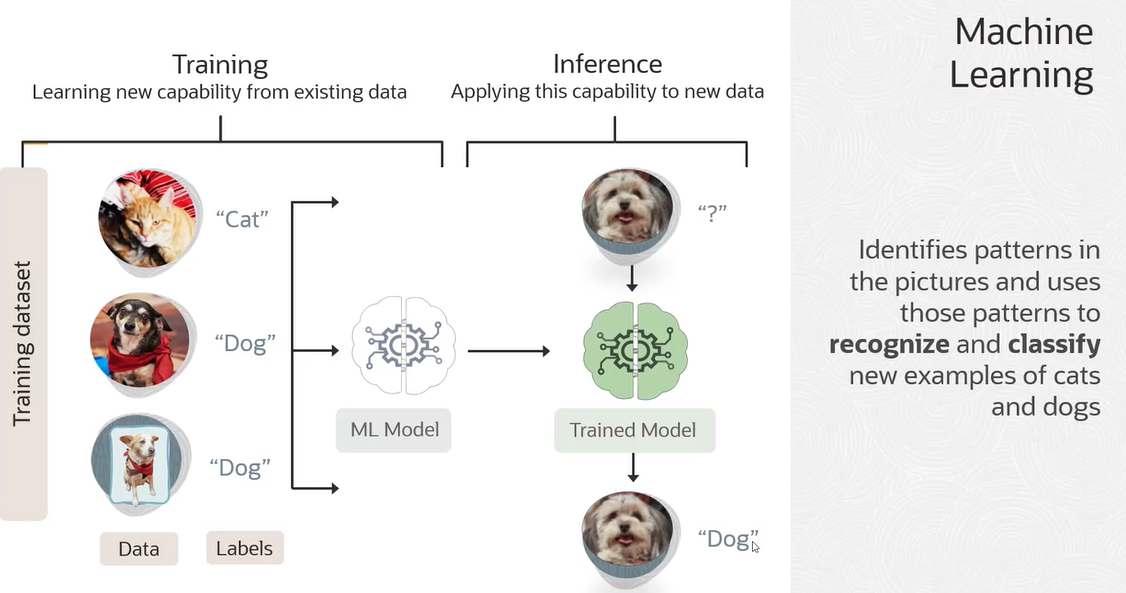 Machine
Learning
Training
Learning new capability from existing data
Inference
Applying this capability to new data
Training dataset
“Cat”
“Dog”
“Dog”
Data
Labels
ML Model
“?”
Trained Model
“Dog”
Identifies patterns in
the pictures and uses
those patterns to
recognize and classify
new examples of cats
and dogs